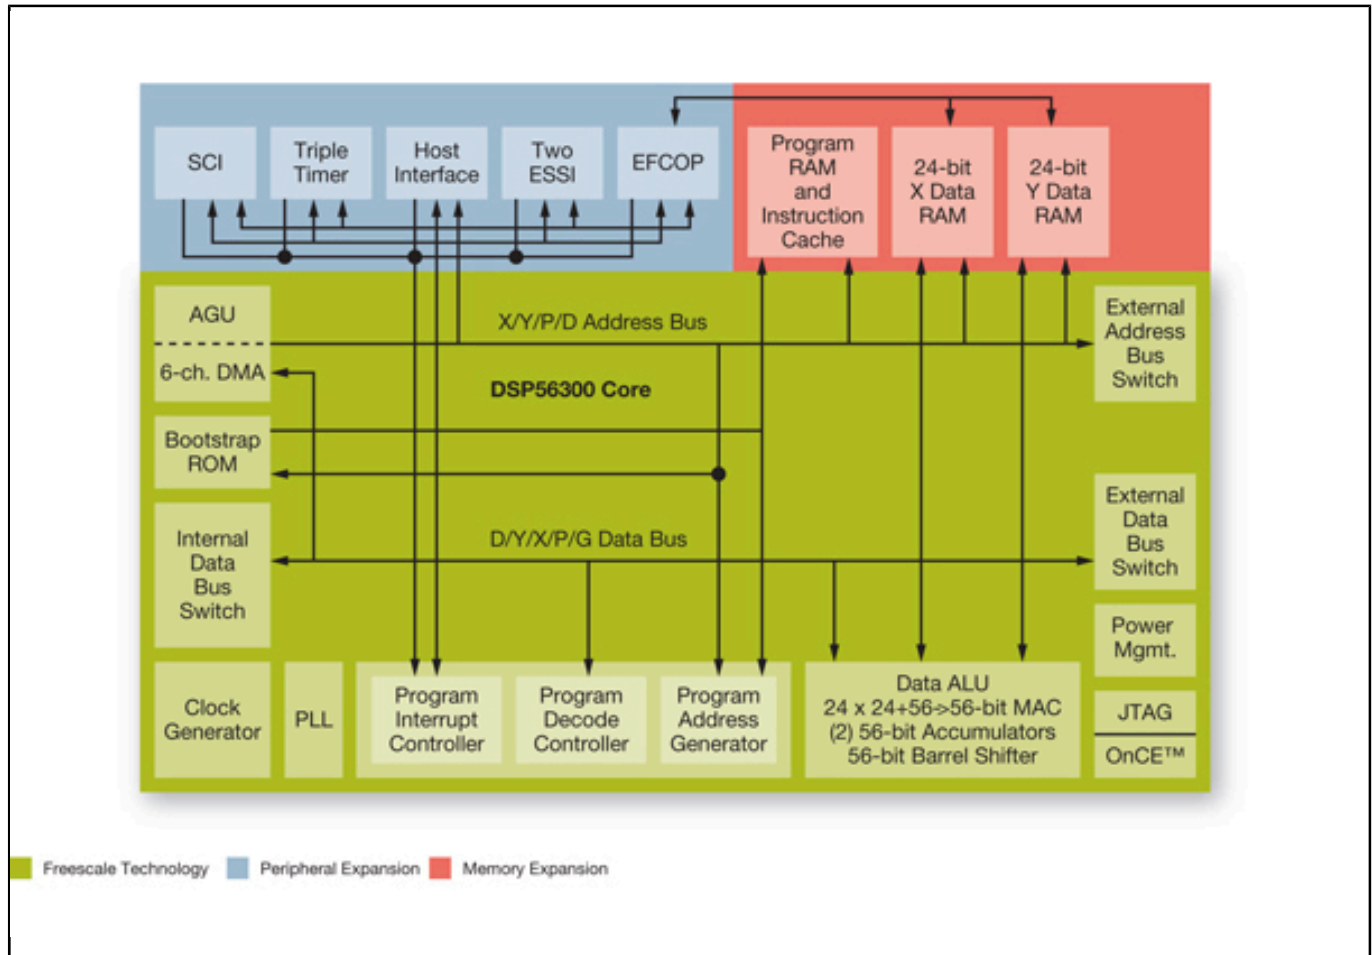 SCI
Triple
Timer
Host
Interface
Two
ESSI
EFCOP
Program
RAM
and
Instruction
Cache
24-bit
X Data
RAM
24-bit
Y Data
RAM
AGU
6-ch. DMA
X/Y/P/D Address Bus
External
Address
Bus
Switch
DSP56300 Core
Bootstrap
ROM
Internal
Data
Bus
Switch
D/Y/X/P/G Data Bus
External
Data
Bus
Switch
Power
Mgmt.
Clock
Generator
PLL
Program
Interrupt
Controller
Program
Decode
Controller
Program
Address
Generator
Data ALU
24 x 24+56->56-bit MAC
(2) 56-bit Accumulators
56-bit Barrel Shifter
JTAG
OnCE™
Freescale Technology
Peripheral Expansion
Memory Expansion